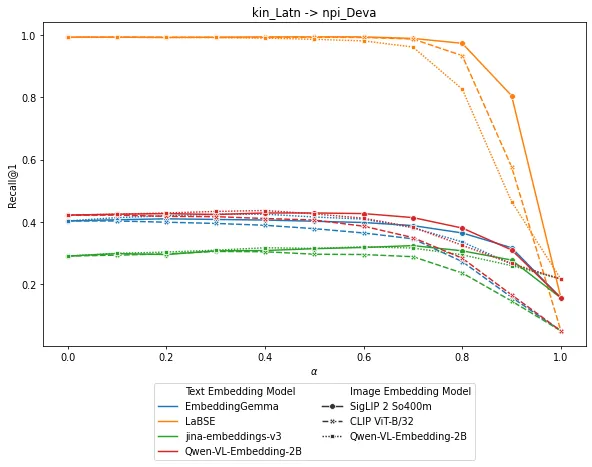 kin_Latn -> npi_Deva
Recall@1
1.0
0.8
0.6
0.4
0.2
0.0 0.2 0.4 0.6 0.8 1.0
α
Text Embedding Model
EmbeddingGemma
LaBSE
jina-embeddings-v3
Qwen-VL-Embedding-2B
Image Embedding Model
SigLIP 2 So400m
CLIP ViT-B/32
Qwen-VL-Embedding-2B